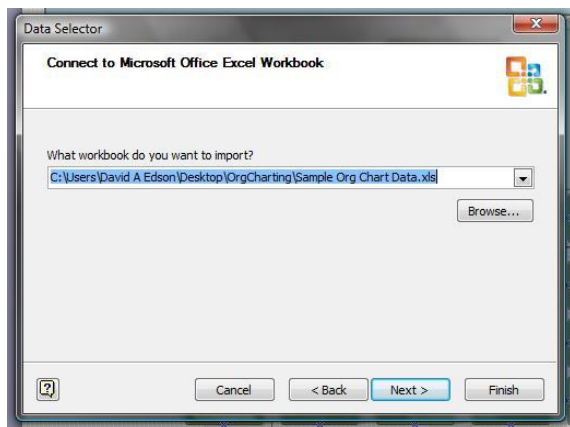 Data Selector
Connect to Microsoft Office Excel Workbook
What workbook do you want to import?
C:\Users\David A Edson\Desktop\OrgCharting\Sample Org Chart Data.xls
Browse...
Cancel
< Back
Next >
Finish